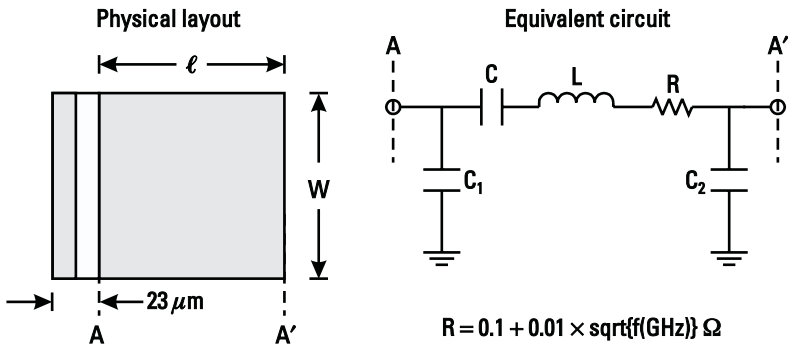 Physical layout
Equivalent circuit
ℓ
W
23 μm
A
A′
A
A′
C
L
R
C₁
C₂
R = 0.1 + 0.01 × sqrt{f(GHz)} Ω